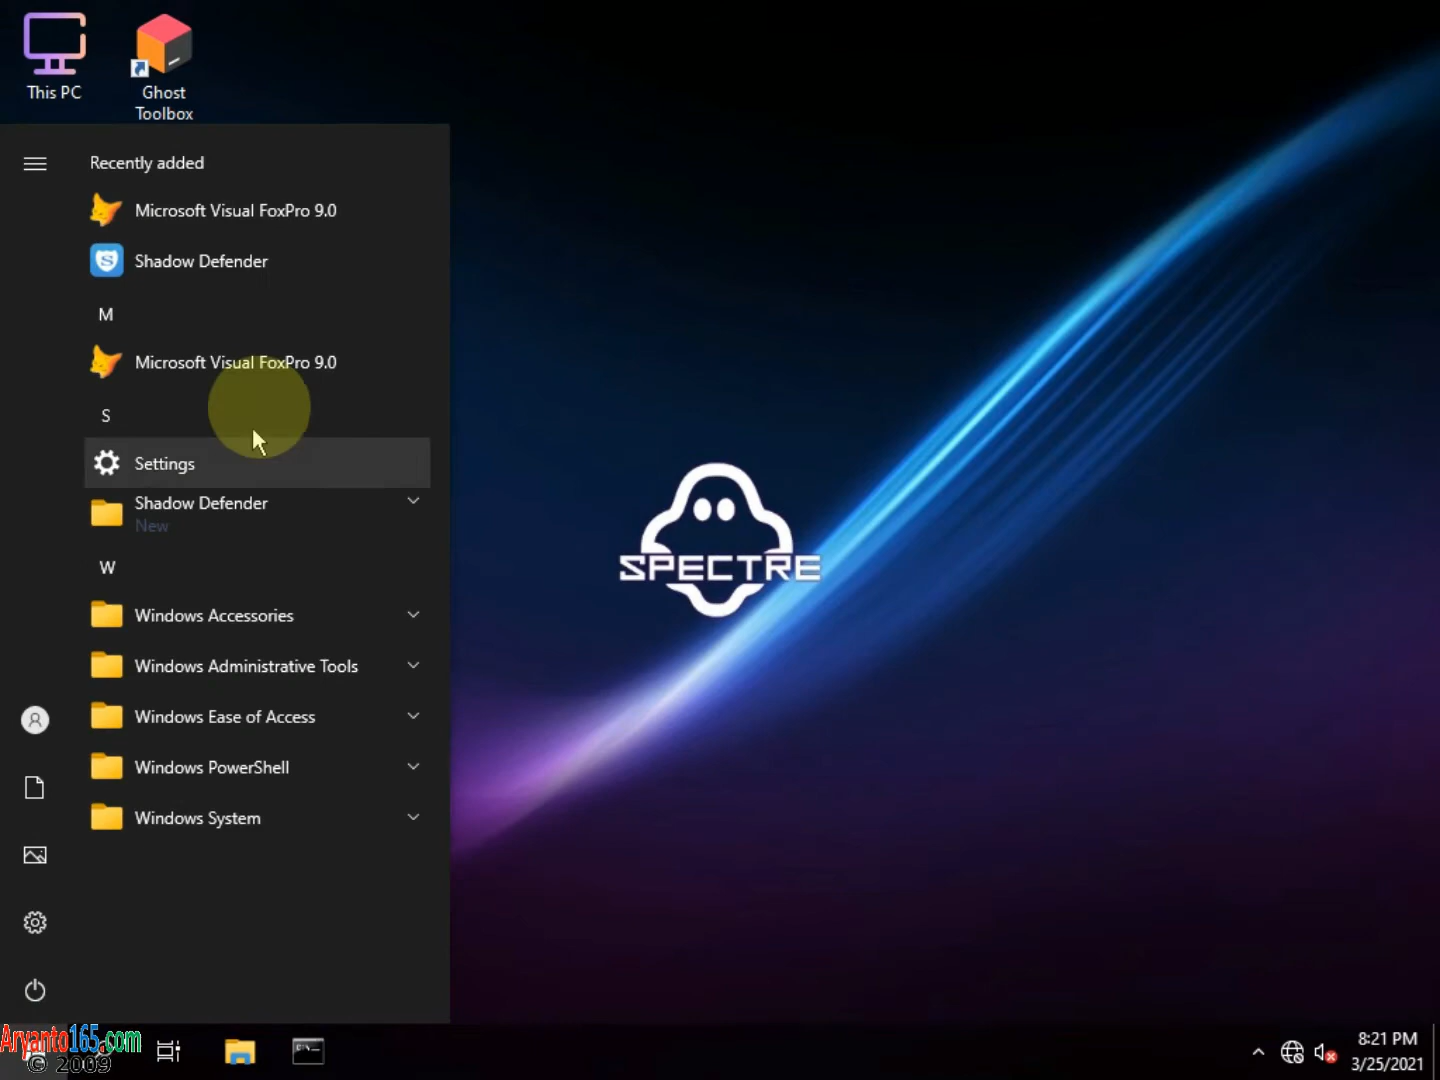 This PC
Ghost
Toolbox
Recently added
Microsoft Visual FoxPro 9.0
Shadow Defender
M
Microsoft Visual FoxPro 9.0
S
Settings
Shadow Defender
New
W
Windows Accessories
Windows Administrative Tools
Windows Ease of Access
Windows PowerShell
Windows System
SPECTRE
Aryanto165.com
© 2009
8:21 PM
3/25/2021